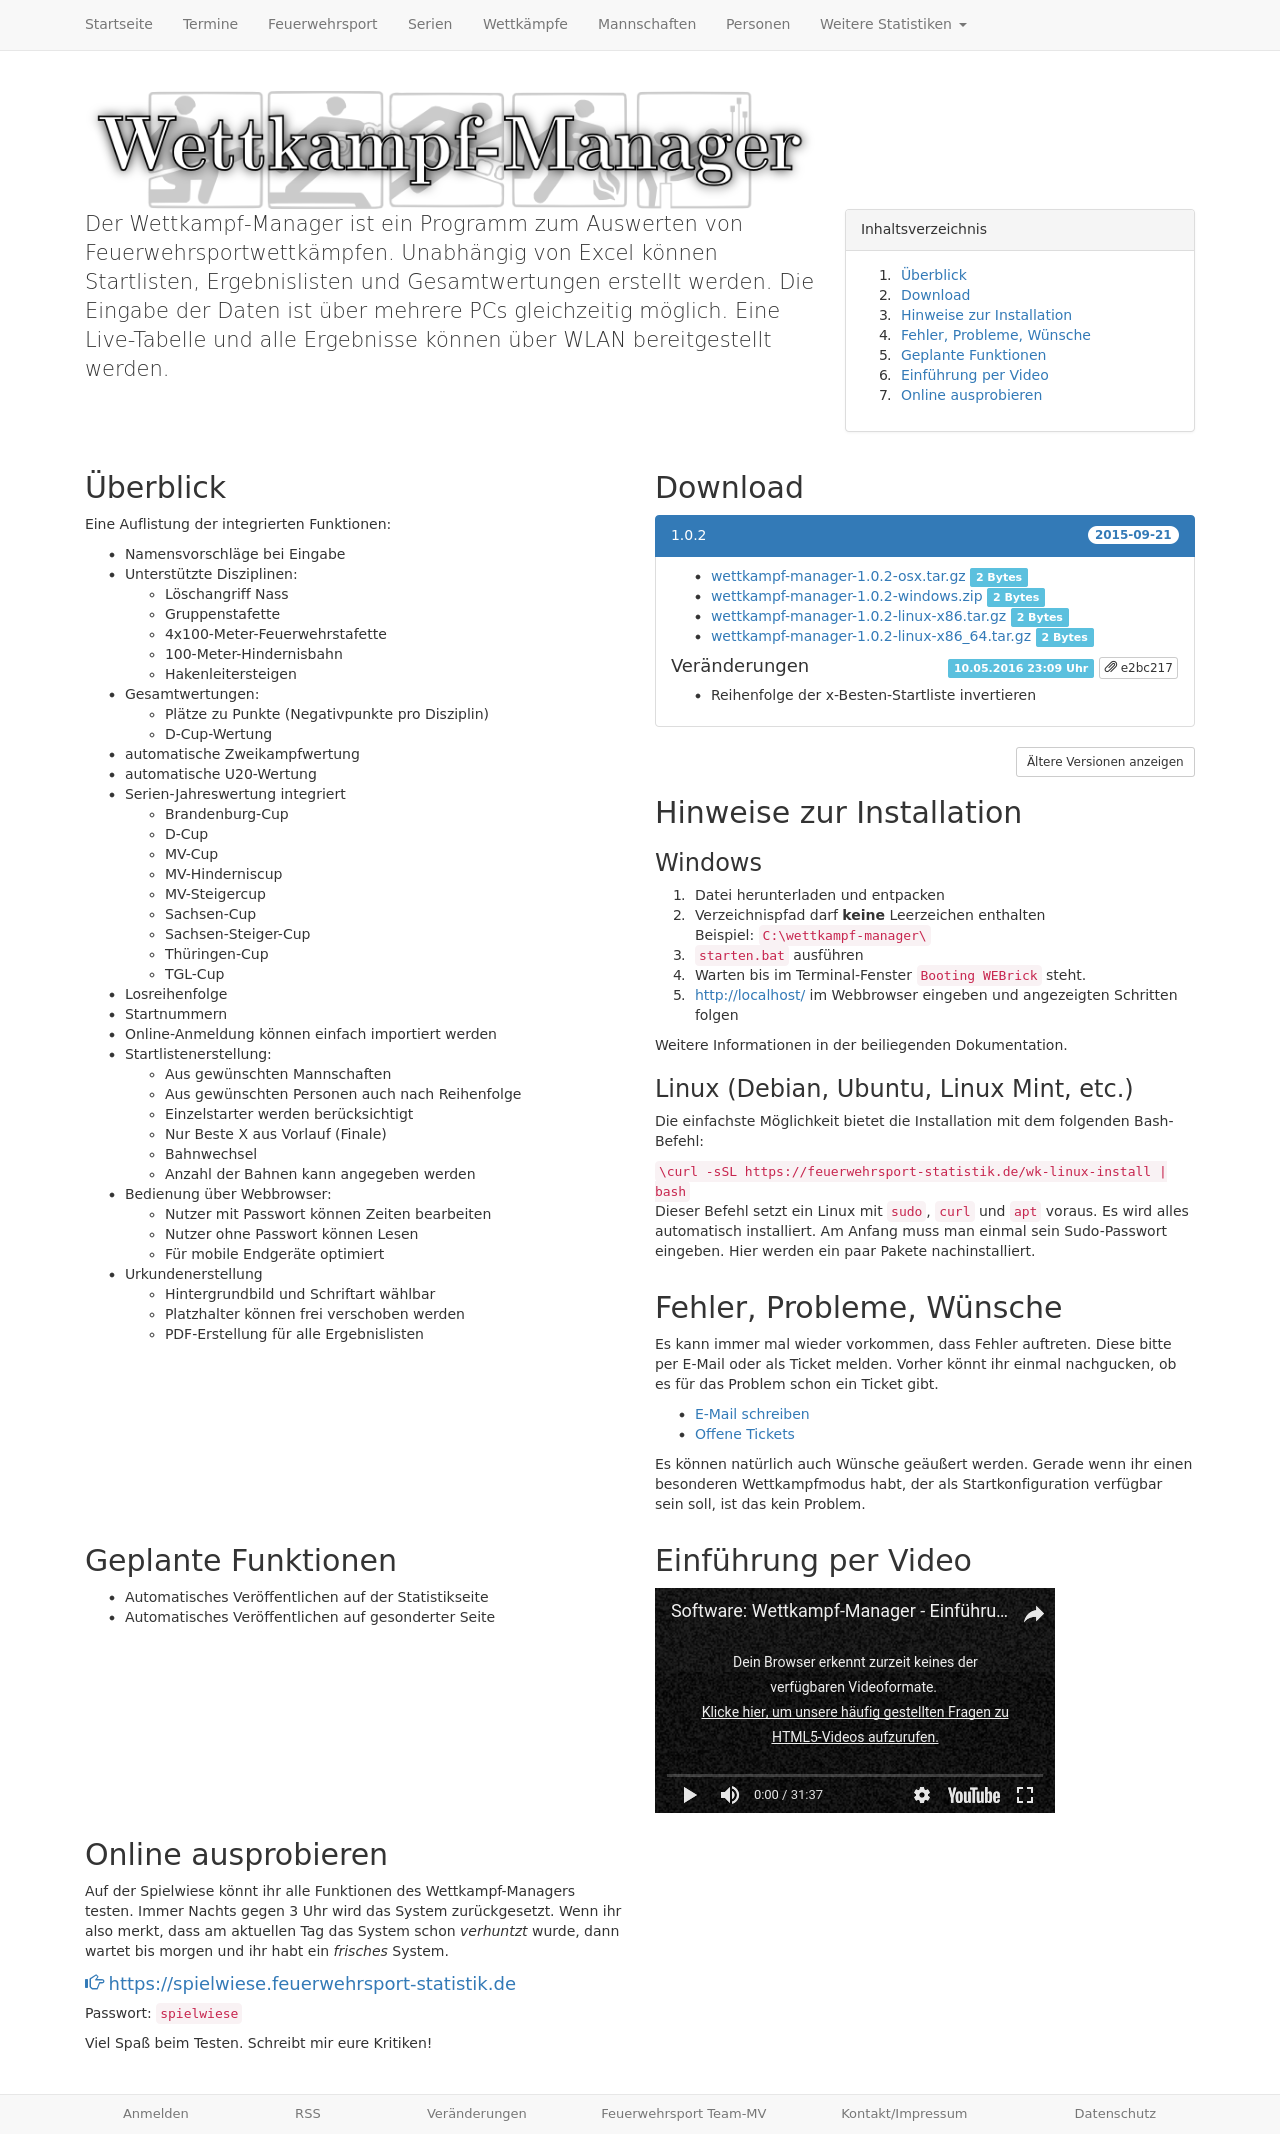 Startseite Termine Feuerwehrsport Serien Wettkämpfe Mannschaften Personen Weitere Statistiken
Wettkampf-Manager
Der Wettkampf-Manager ist ein Programm zum Auswerten von
Feuerwehrsportwettkämpfen. Unabhängig von Excel können
Startlisten, Ergebnislisten und Gesamtwertungen erstellt werden. Die
Eingabe der Daten ist über mehrere PCs gleichzeitig möglich. Eine
Live-Tabelle und alle Ergebnisse können über WLAN bereitgestellt
werden.
Inhaltsverzeichnis
1. Überblick
2. Download
3. Hinweise zur Installation
4. Fehler, Probleme, Wünsche
5. Geplante Funktionen
6. Einführung per Video
7. Online ausprobieren
Überblick
Eine Auflistung der integrierten Funktionen:
• Namensvorschläge bei Eingabe
• Unterstützte Disziplinen:
◦ Löschangriff Nass
◦ Gruppenstafette
◦ 4x100-Meter-Feuerwehrstafette
◦ 100-Meter-Hindernisbahn
◦ Hakenleitersteigen
• Gesamtwertungen:
◦ Plätze zu Punkte (Negativpunkte pro Disziplin)
◦ D-Cup-Wertung
• automatische Zweikampfwertung
• automatische U20-Wertung
• Serien-Jahreswertung integriert
◦ Brandenburg-Cup
◦ D-Cup
◦ MV-Cup
◦ MV-Hinderniscup
◦ MV-Steigercup
◦ Sachsen-Cup
◦ Sachsen-Steiger-Cup
◦ Thüringen-Cup
◦ TGL-Cup
• Losreihenfolge
• Startnummern
• Online-Anmeldung können einfach importiert werden
• Startlistenerstellung:
◦ Aus gewünschten Mannschaften
◦ Aus gewünschten Personen auch nach Reihenfolge
◦ Einzelstarter werden berücksichtigt
◦ Nur Beste X aus Vorlauf (Finale)
◦ Bahnwechsel
◦ Anzahl der Bahnen kann angegeben werden
• Bedienung über Webbrowser:
◦ Nutzer mit Passwort können Zeiten bearbeiten
◦ Nutzer ohne Passwort können Lesen
◦ Für mobile Endgeräte optimiert
• Urkundenerstellung
◦ Hintergrundbild und Schriftart wählbar
◦ Platzhalter können frei verschoben werden
◦ PDF-Erstellung für alle Ergebnislisten
Download
1.0.2 2015-09-21
• wettkampf-manager-1.0.2-osx.tar.gz 2 Bytes
• wettkampf-manager-1.0.2-windows.zip 2 Bytes
• wettkampf-manager-1.0.2-linux-x86.tar.gz 2 Bytes
• wettkampf-manager-1.0.2-linux-x86_64.tar.gz 2 Bytes
Veränderungen 10.05.2016 23:09 Uhr e2bc217
• Reihenfolge der x-Besten-Startliste invertieren
Ältere Versionen anzeigen
Hinweise zur Installation
Windows
1. Datei herunterladen und entpacken
2. Verzeichnispfad darf keine Leerzeichen enthalten
Beispiel: C:\wettkampf-manager\
3. starten.bat ausführen
4. Warten bis im Terminal-Fenster Booting WEBrick steht.
5. http://localhost/ im Webbrowser eingeben und angezeigten Schritten
folgen
Weitere Informationen in der beiliegenden Dokumentation.
Linux (Debian, Ubuntu, Linux Mint, etc.)
Die einfachste Möglichkeit bietet die Installation mit dem folgenden Bash-
Befehl:
\curl -sSL https://feuerwehrsport-statistik.de/wk-linux-install |
bash
Dieser Befehl setzt ein Linux mit sudo, curl und apt voraus. Es wird alles
automatisch installiert. Am Anfang muss man einmal sein Sudo-Passwort
eingeben. Hier werden ein paar Pakete nachinstalliert.
Fehler, Probleme, Wünsche
Es kann immer mal wieder vorkommen, dass Fehler auftreten. Diese bitte
per E-Mail oder als Ticket melden. Vorher könnt ihr einmal nachgucken, ob
es für das Problem schon ein Ticket gibt.
• E-Mail schreiben
• Offene Tickets
Es können natürlich auch Wünsche geäußert werden. Gerade wenn ihr einen
besonderen Wettkampfmodus habt, der als Startkonfiguration verfügbar
sein soll, ist das kein Problem.
Geplante Funktionen
• Automatisches Veröffentlichen auf der Statistikseite
• Automatisches Veröffentlichen auf gesonderter Seite
Einführung per Video
Software: Wettkampf-Manager - Einführu...
Dein Browser erkennt zurzeit keines der
verfügbaren Videoformate.
Klicke hier, um unsere häufig gestellten Fragen zu
HTML5-Videos aufzurufen.
0:00 / 31:37 YouTube
Online ausprobieren
Auf der Spielwiese könnt ihr alle Funktionen des Wettkampf-Managers
testen. Immer Nachts gegen 3 Uhr wird das System zurückgesetzt. Wenn ihr
also merkt, dass am aktuellen Tag das System schon verhuntzt wurde, dann
wartet bis morgen und ihr habt ein frisches System.
https://spielwiese.feuerwehrsport-statistik.de
Passwort: spielwiese
Viel Spaß beim Testen. Schreibt mir eure Kritiken!
Anmelden RSS Veränderungen Feuerwehrsport Team-MV Kontakt/Impressum Datenschutz